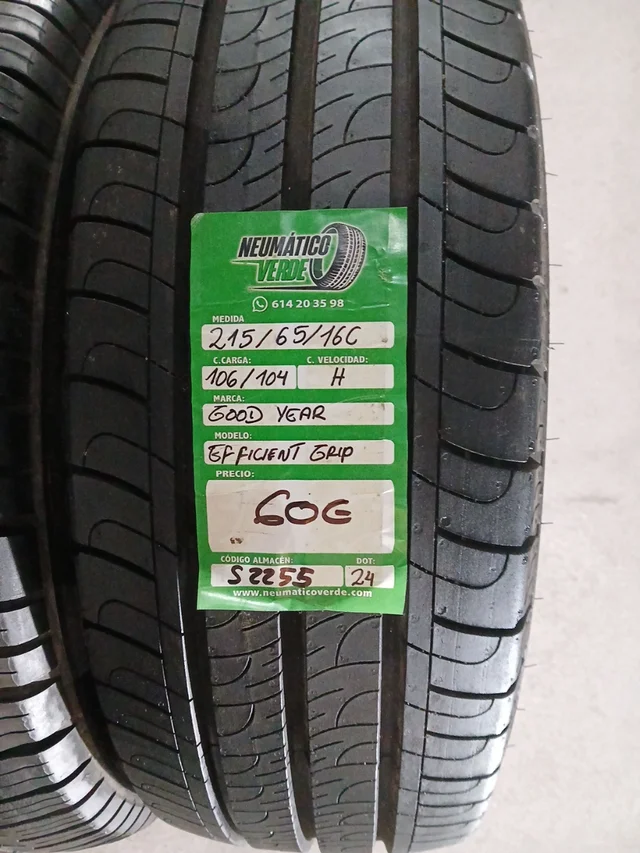 NEUMÁTICO
VERDE
614 20 35 98
MEDIDA
215/65/16C
C.CARGA: C. VELOCIDAD:
106/104 H
MARCA:
GOOD YEAR
MODELO:
EFFICIENT GRIP
PRECIO:
60€
CÓDIGO ALMACÉN: DOT:
S2255 24
www.neumaticoverde.com